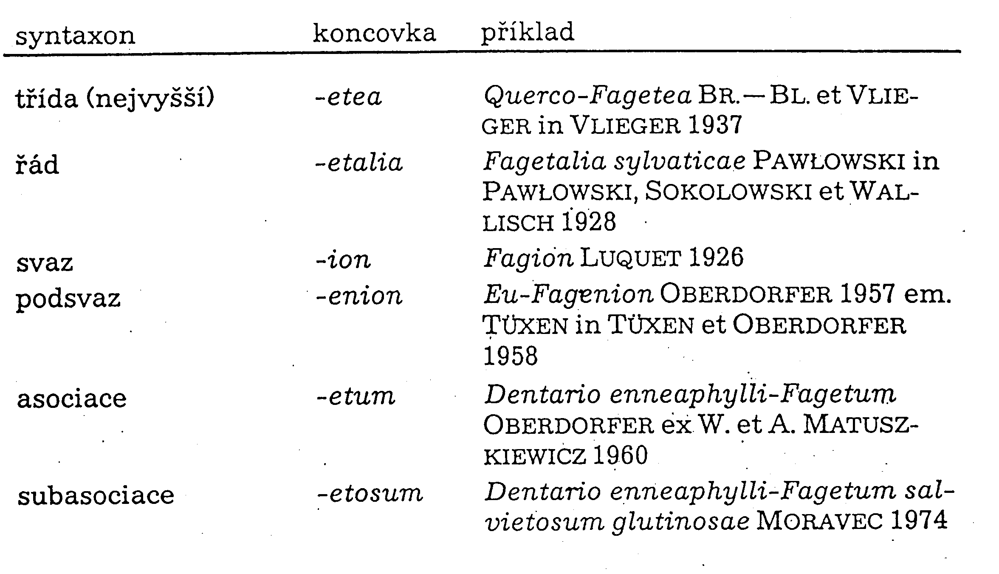 syntaxon koncovka příklad
třída (nejvyšší) -etea Querco-Fagetea BR.—BL. et VLIE-
GER in VLIEGER 1937
řád -etalia Fagetalia sylvaticae PAWŁOWSKI in
PAWŁOWSKI, SOKOLOWSKI et WAL-
LISCH 1928
svaz -ion Fagion LUQUET 1926
podsvaz -enion Eu-Fagenion OBERDORFER 1957 em.
TÜXEN in TÜXEN et OBERDORFER
1958
asociace -etum Dentario enneaphylli-Fagetum
OBERDORFER ex W. et A. MATUSZ-
KIEWICZ 1960
subasociace -etosum Dentario enneaphylli-Fagetum sal-
vietosum glutinosae MORAVEC 1974